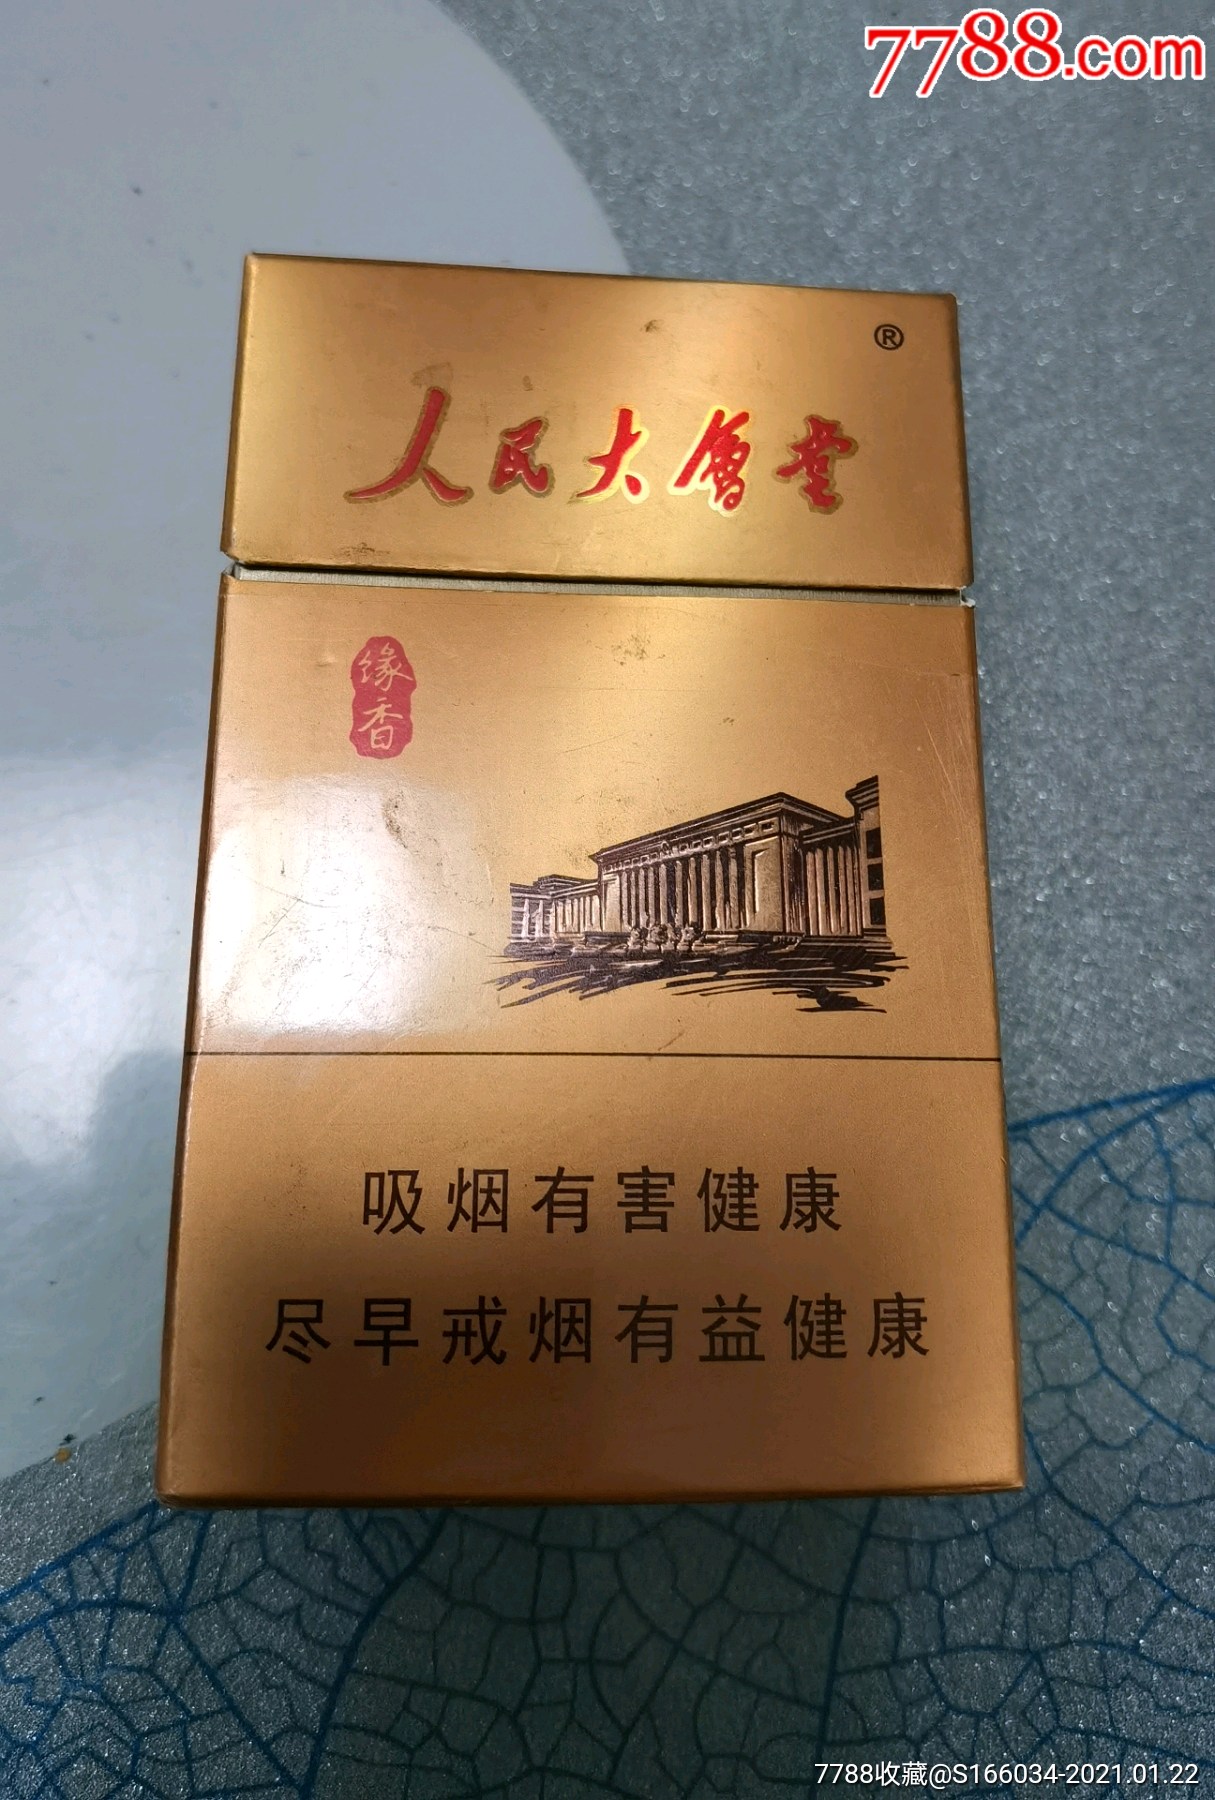 7788.com
®
人民大會堂
缘香
吸烟有害健康
尽早戒烟有益健康
7788收藏@S166034-2021.01.22